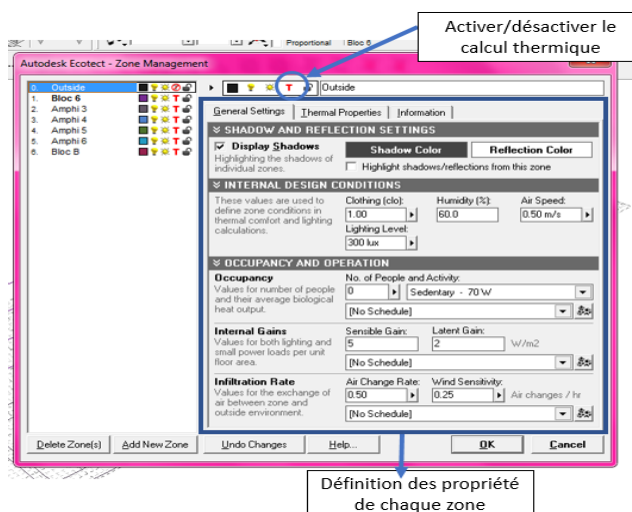 Activer/désactiver le
calcul thermique
Proportional Bloc 6
Autodesk Ecotect - Zone Management
0. Outside
1. Bloc 6
2. Amphi 3
3. Amphi 4
4. Amphi 5
5. Amphi 6
6. Bloc B
T Outside
General Settings Thermal Properties Information
SHADOW AND REFLECTION SETTINGS
Display Shadows
Highlighting the shadows of
individual zones.
Shadow Color Reflection Color
Highlight shadows/reflections from this zone
INTERNAL DESIGN CONDITIONS
These values are used to
define zone conditions in
thermal comfort and lighting
calculations.
Clothing (clo): Humidity (%): Air Speed:
1.00 60.0 0.50 m/s
Lighting Level:
300 lux
OCCUPANCY AND OPERATION
Occupancy
Values for number of people
and their average biological
heat output.
No. of People and Activity:
0 Sedentary - 70 W
[No Schedule]
Internal Gains
Values for both lighting and
small power loads per unit
floor area.
Sensible Gain: Latent Gain:
5 2 W/m2
[No Schedule]
Infiltration Rate
Values for the exchange of
air between zone and
outside environment.
Air Change Rate: Wind Sensitivity:
0.50 0.25 Air changes / hr
[No Schedule]
Delete Zone(s) Add New Zone Undo Changes Help... OK Cancel
Définition des propriété
de chaque zone